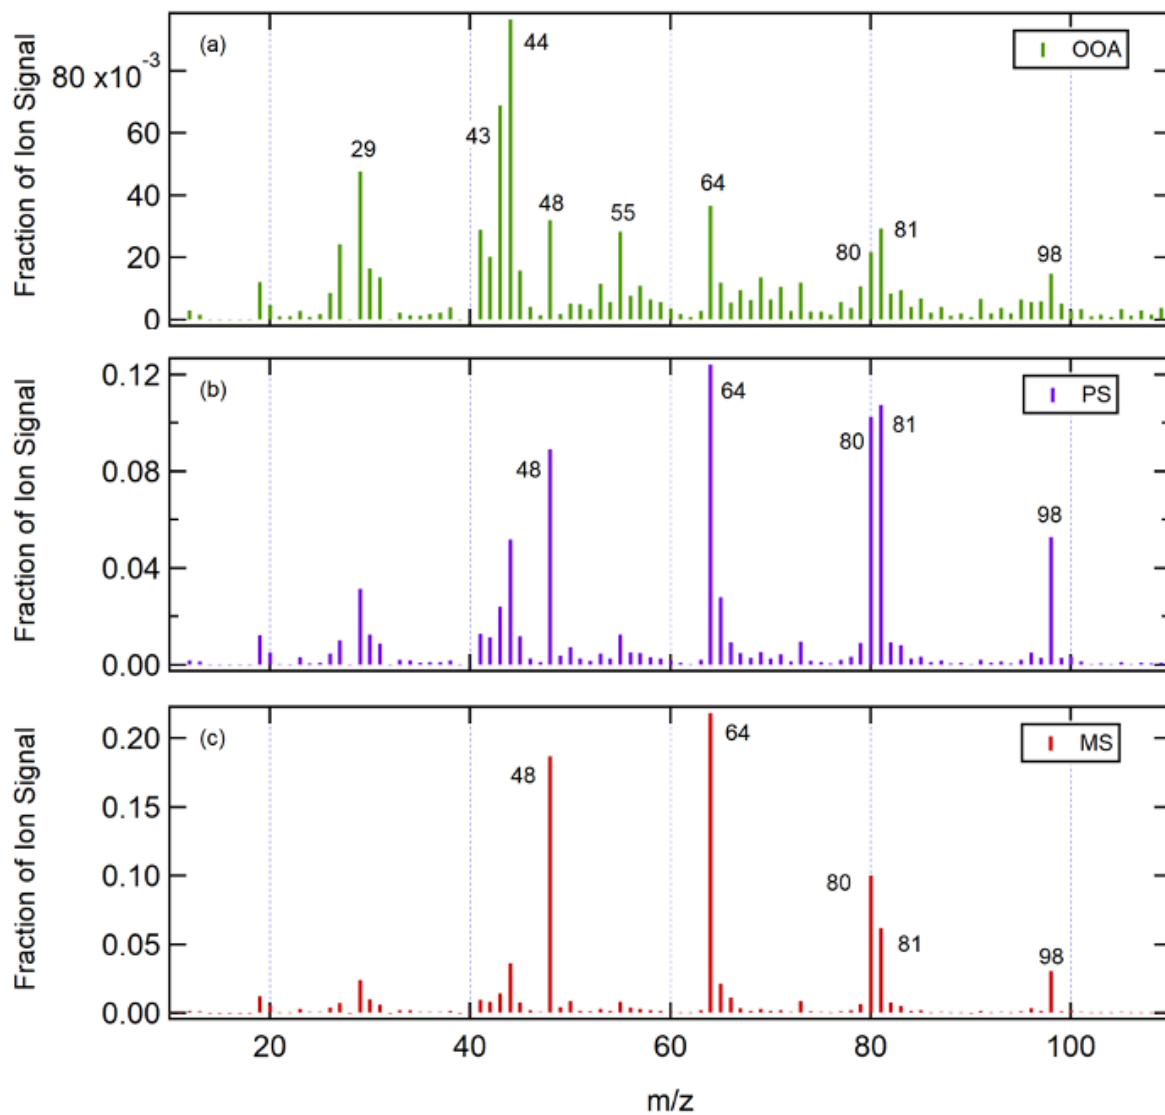 (a)
44
OOA
80 x10⁻³
Fraction of Ion Signal
60
43
29
40
48
55
64
80
81
98
20
0
(b)
PS
0.12
64
Fraction of Ion Signal
80
81
0.08
48
98
0.04
0.00
(c)
MS
0.20
64
Fraction of Ion Signal
48
0.15
0.10
80
81
0.05
98
0.00
20 40 60 80 100
m/z